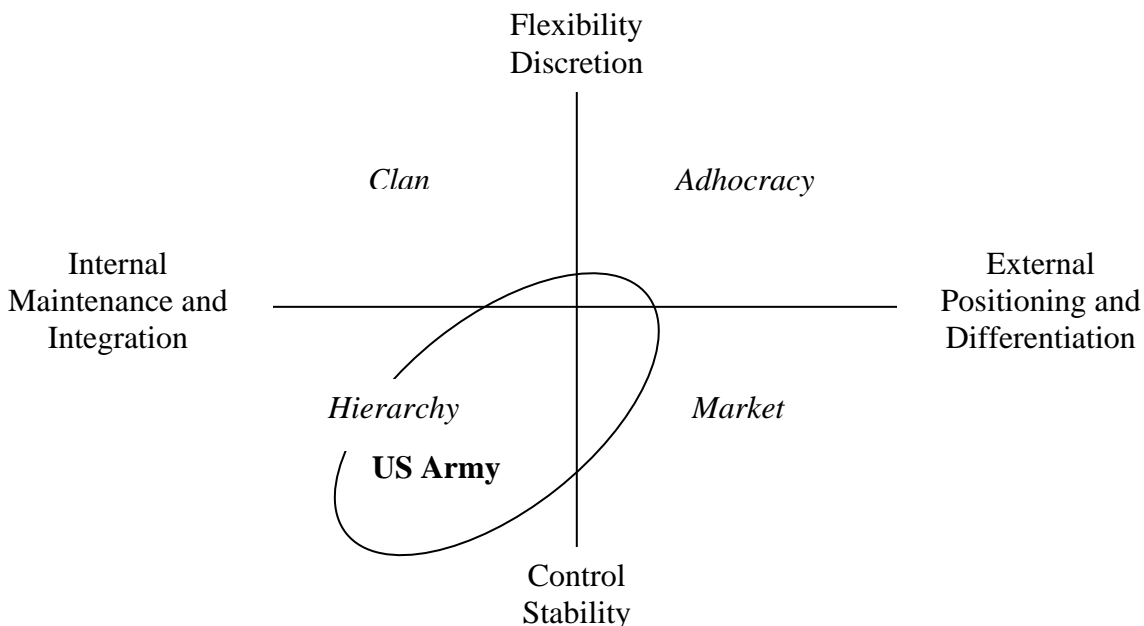 Flexibility
Discretion
Clan
Adhocracy
Internal
Maintenance and
Integration
External
Positioning and
Differentiation
Hierarchy
Market
US Army
Control
Stability